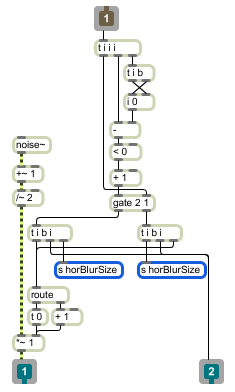 1
t i i i
t i b
i 0
-
< 0
+ 1
gate 2 1
noise~
+~ 1
/~ 2
t i b i
t i b i
s horBlurSize
s horBlurSize
route
t 0
+ 1
*~ 1
1
2